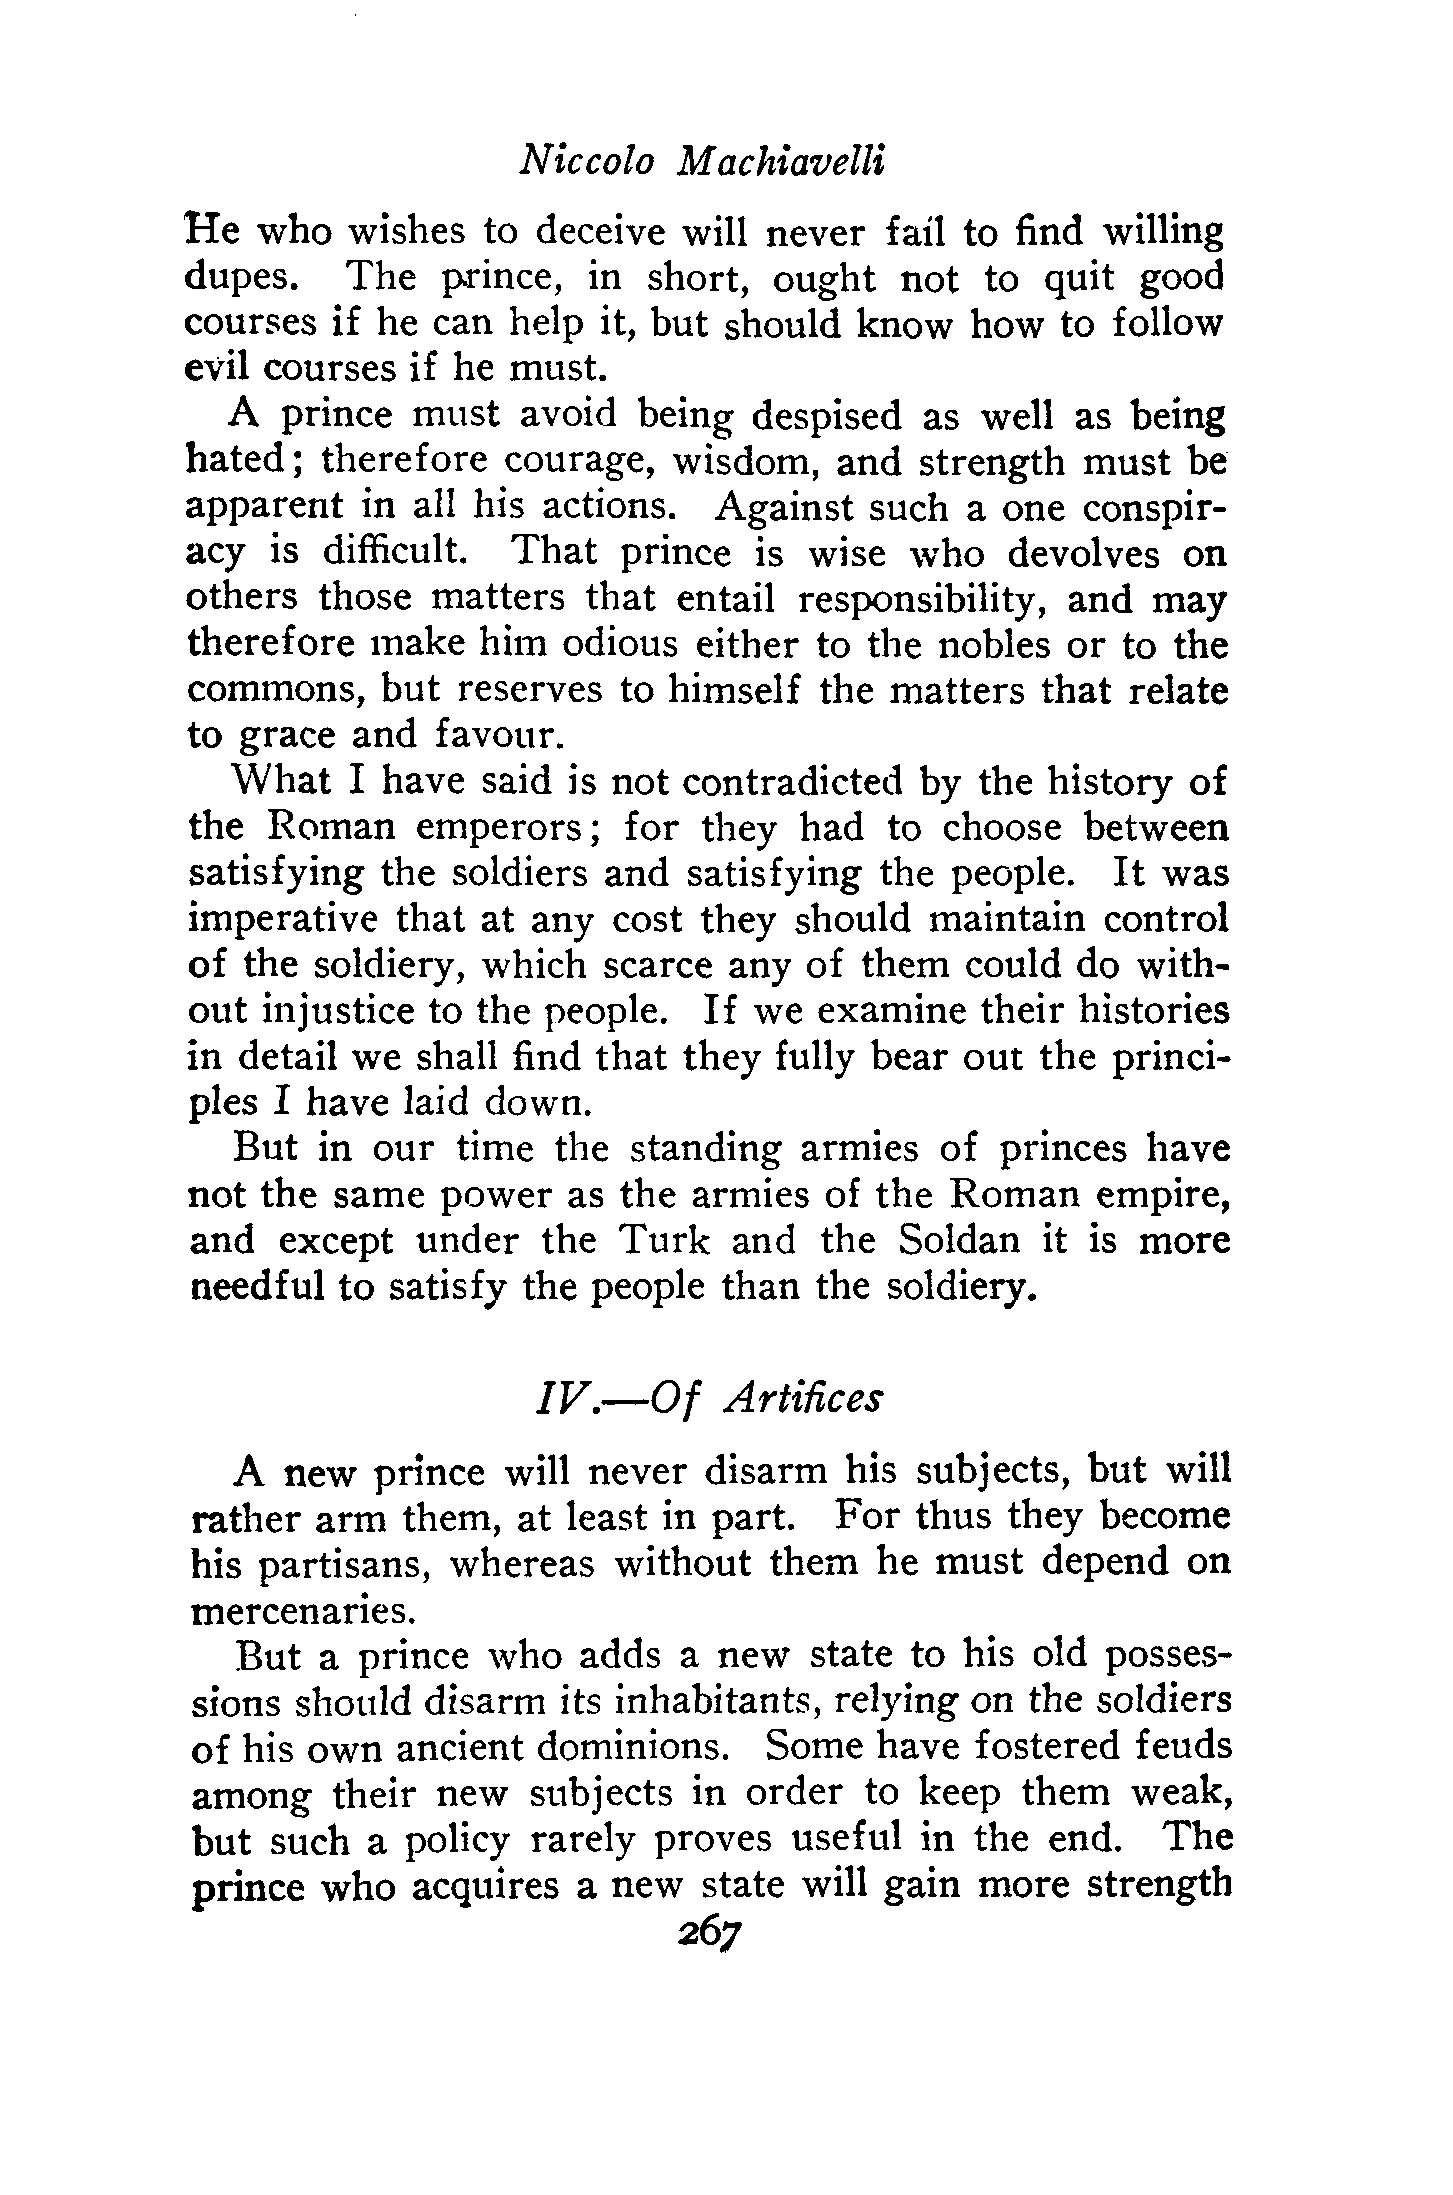 Niccolo Machiavelli
He who wishes to deceive will never fail to find willing
dupes. The prince, in short, ought not to quit good
courses if he can help it, but should know how to follow
evil courses if he must.
A prince must avoid being despised as well as being
hated; therefore courage, wisdom, and strength must be
apparent in all his actions. Against such a one conspir-
acy is difficult. That prince is wise who devolves on
others those matters that entail responsibility, and may
therefore make him odious either to the nobles or to the
commons, but reserves to himself the matters that relate
to grace and favour.
What I have said is not contradicted by the history of
the Roman emperors; for they had to choose between
satisfying the soldiers and satisfying the people. It was
imperative that at any cost they should maintain control
of the soldiery, which scarce any of them could do with-
out injustice to the people. If we examine their histories
in detail we shall find that they fully bear out the princi-
ples I have laid down.
But in our time the standing armies of princes have
not the same power as the armies of the Roman empire,
and except under the Turk and the Soldan it is more
needful to satisfy the people than the soldiery.
IV.—Of Artifices
A new prince will never disarm his subjects, but will
rather arm them, at least in part. For thus they become
his partisans, whereas without them he must depend on
mercenaries.
But a prince who adds a new state to his old posses-
sions should disarm its inhabitants, relying on the soldiers
of his own ancient dominions. Some have fostered feuds
among their new subjects in order to keep them weak,
but such a policy rarely proves useful in the end. The
prince who acquires a new state will gain more strength
267